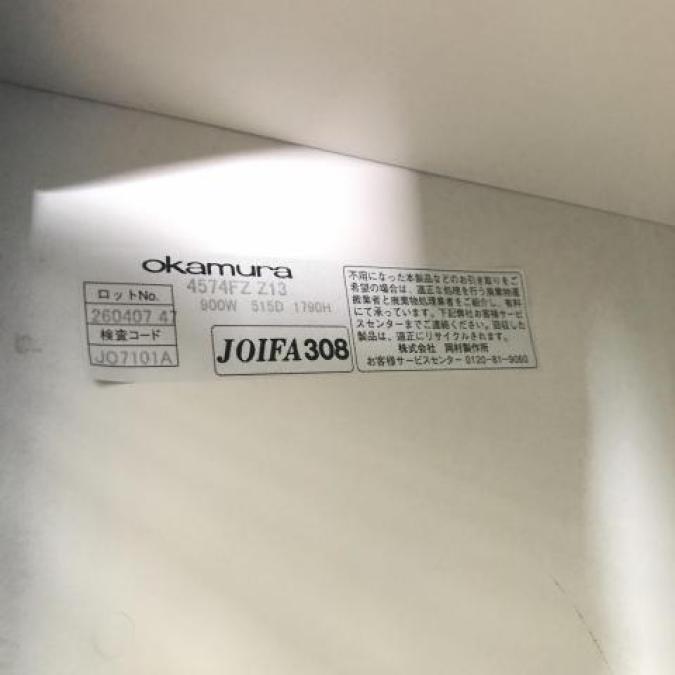 okamura
4574FZ Z13
900W 515D 1790H
ロットNo.
260407 47
検査コード
JQ7101A
JOIFA308
不用になった本製品などのお引き取りをご
希望の場合は、適正な処理を行う廃棄物運
搬業者と廃棄物処理業者をご紹介し、有料
にて承っています。下記弊社お客様サービ
スセンターまでご連絡ください。回収した
製品は、適正にリサイクルされます。
株式会社 岡村製作所
お客様サービスセンター 0120-81-9060